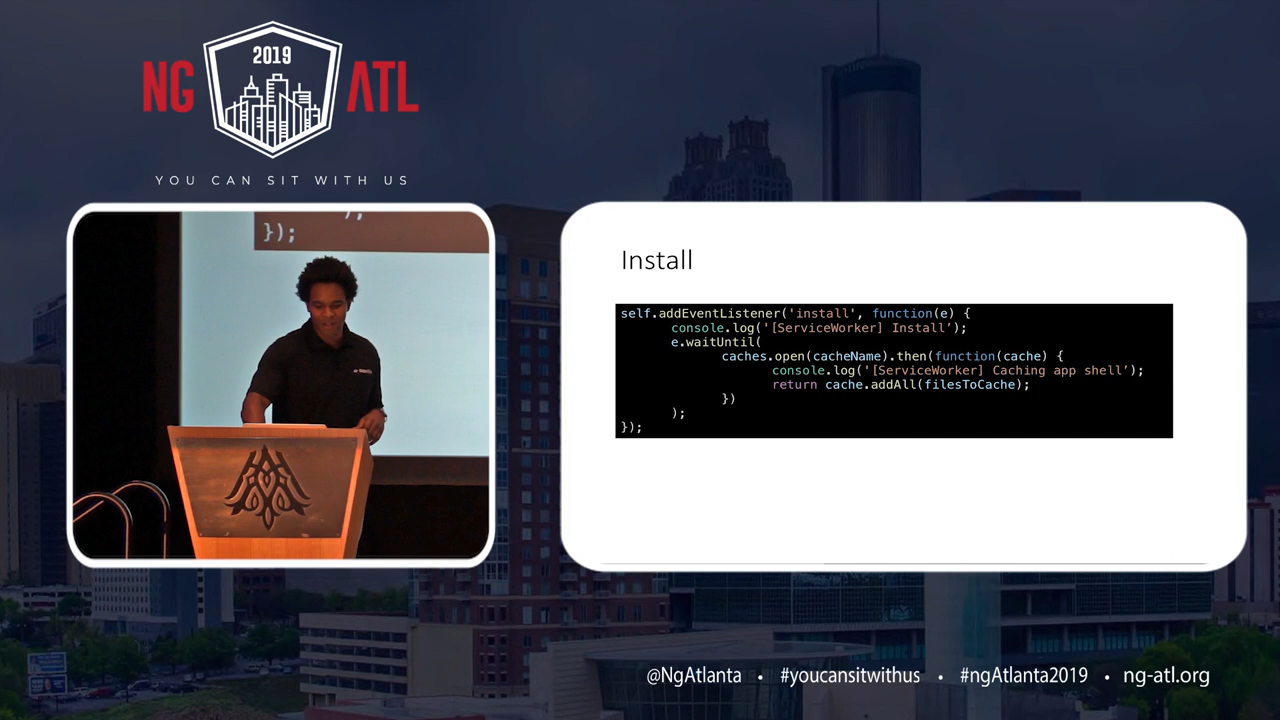 2019
NG ATL
YOU CAN SIT WITH US
});
Install
self.addEventListener('install', function(e) {
console.log('[ServiceWorker] Install');
e.waitUntil(
caches.open(cacheName).then(function(cache) {
console.log('[ServiceWorker] Caching app shell');
return cache.addAll(filesToCache);
})
);
});
@NgAtlanta • #youcansitwithus • #ngAtlanta2019 • ng-atl.org